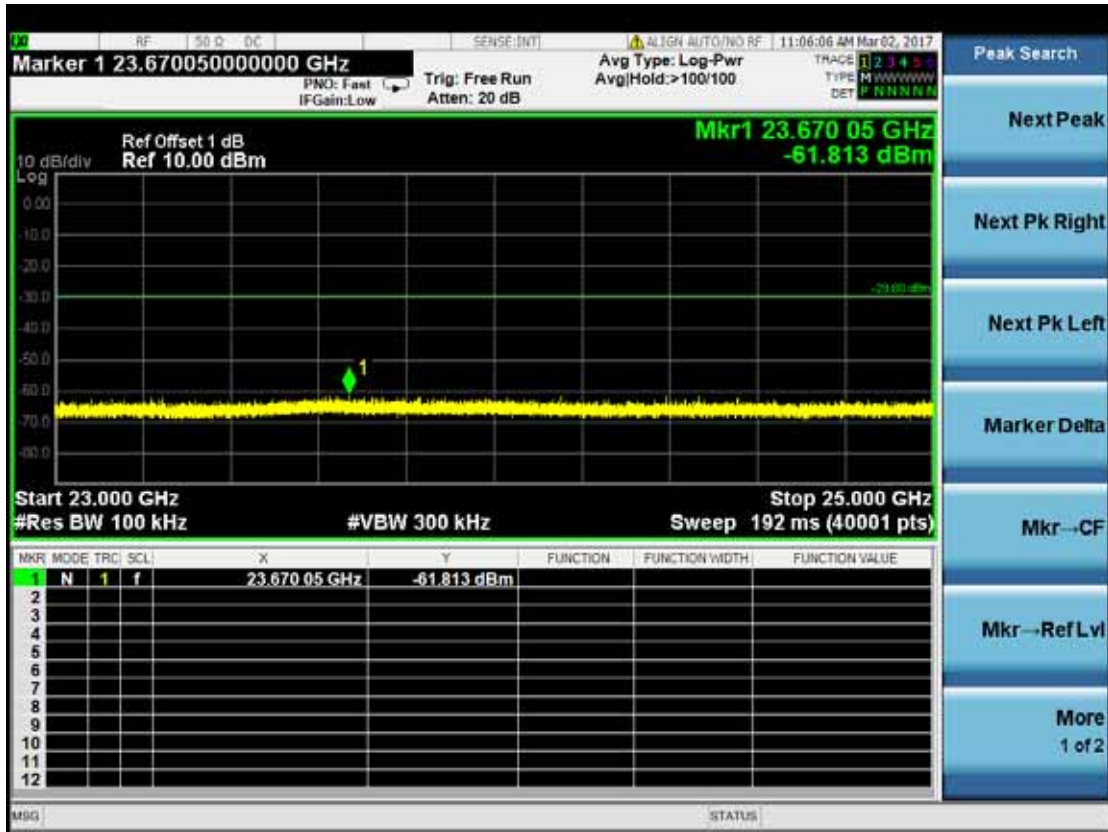 RF 50 Ω DC SENSE:INT ALIGN AUTO/NO RF 11:06:06 AM Mar 02, 2017
Marker 1 23.670050000000 GHz
PNO: Fast
IFGain:Low
Trig: Free Run
Atten: 20 dB
Avg Type: Log-Pwr
Avg|Hold:>100/100
TRACE 1 2 3 4 5 6
TYPE M WWWWW
DET P N N N N N
Ref Offset 1 dB
10 dB/div Ref 10.00 dBm
Log
Mkr1 23.670 05 GHz
-61.813 dBm
0.00
-10.0
-20.0
-30.0
-40.0
-50.0
-60.0
-70.0
-80.0
1
Start 23.000 GHz
Stop 25.000 GHz
#Res BW 100 kHz
#VBW 300 kHz
Sweep 192 ms (40001 pts)
MKR MODE TRC SCL X Y FUNCTION FUNCTION WIDTH FUNCTION VALUE
1 N 1 f 23.670 05 GHz -61.813 dBm
2
3
4
5
6
7
8
9
10
11
12
MSG
STATUS
Peak Search
Next Peak
Next Pk Right
Next Pk Left
Marker Delta
Mkr→CF
Mkr→Ref Lvl
More
1 of 2